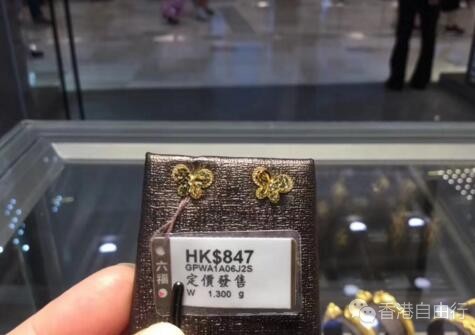 六福
HK$847
GPWA1A06J2S
定價發售
W 1.300 g
香港自由行